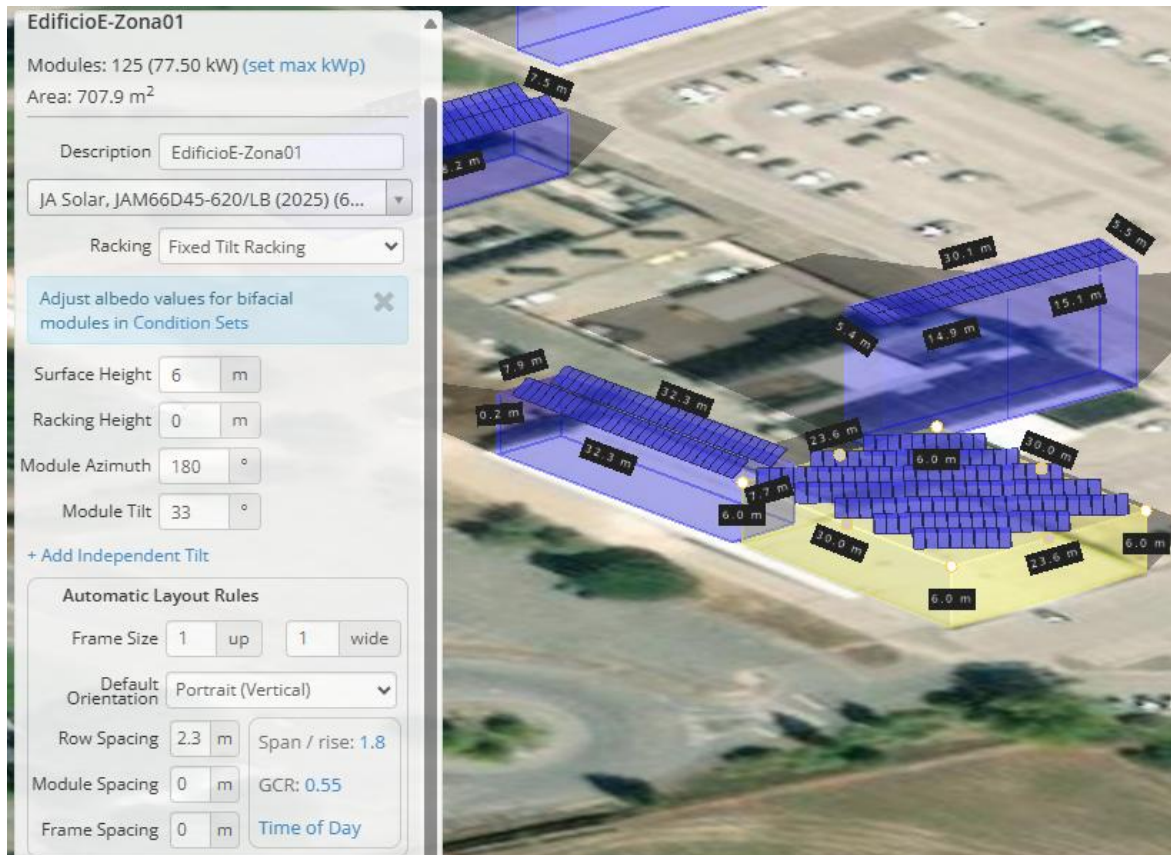 EdificioE-Zona01
Modules: 125 (77.50 kW) (set max kWp)
Area: 707.9 m²
Description EdificioE-Zona01
JA Solar, JAM66D45-620/LB (2025) (6...
Racking Fixed Tilt Racking
Adjust albedo values for bifacial
modules in Condition Sets
Surface Height 6 m
Racking Height 0 m
Module Azimuth 180 °
Module Tilt 33 °
+ Add Independent Tilt
Automatic Layout Rules
Frame Size 1 up 1 wide
Default
Orientation Portrait (Vertical)
Row Spacing 2.3 m
Span / rise: 1.8
Module Spacing 0 m
GCR: 0.55
Frame Spacing 0 m
Time of Day
7.5 m
8.2 m
5.5 m
30.1 m
15.1 m
14.9 m
5.4 m
7.9 m
32.3 m
0.2 m
32.3 m
23.6 m
6.0 m
30.0 m
7.7 m
6.0 m
30.0 m
23.6 m
6.0 m
6.0 m